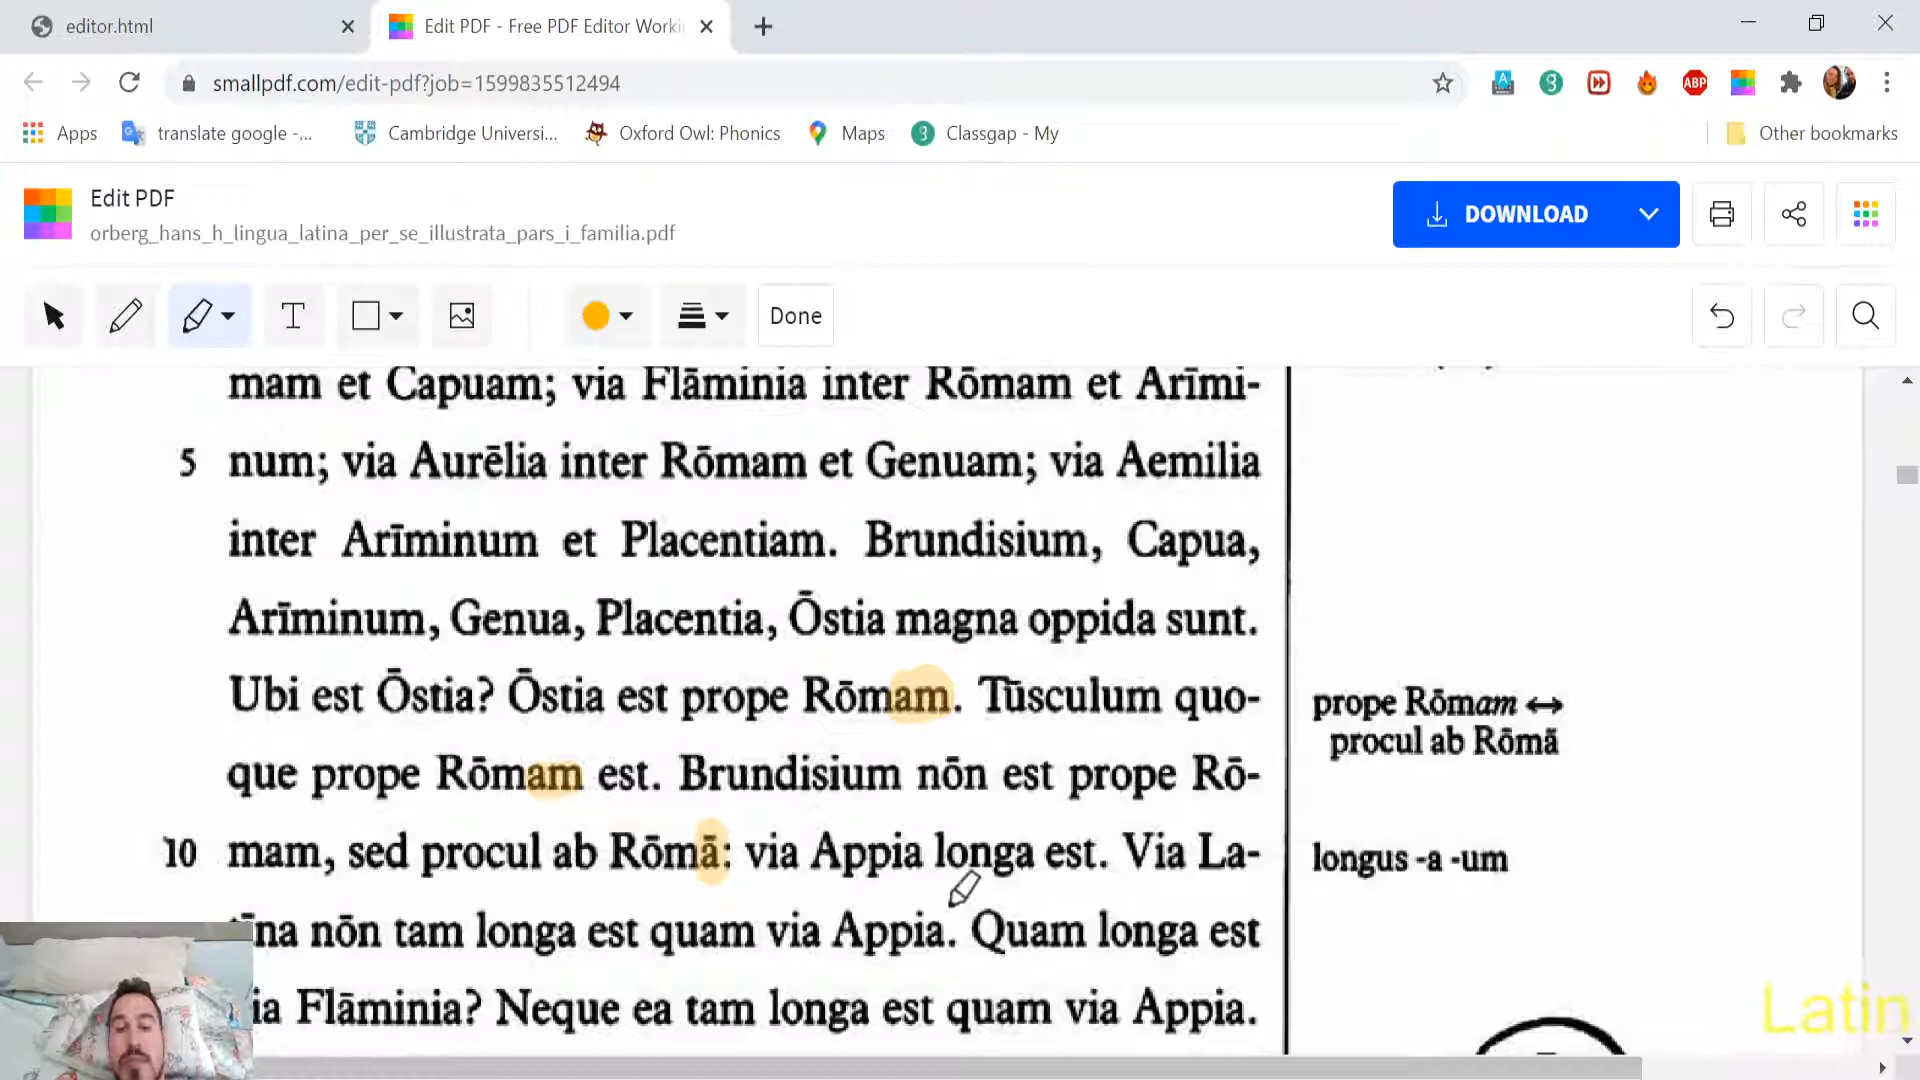 editor.html
Edit PDF - Free PDF Editor Worki
smallpdf.com/edit-pdf?job=1599835512494
Apps
translate google -...
Cambridge Universi...
Oxford Owl: Phonics
Maps
Classgap - My
Other bookmarks
Edit PDF
orberg_hans_h_lingua_latina_per_se_illustrata_pars_i_familia.pdf
DOWNLOAD
T
Done
ABP
mam et Capuam; via Flāminia inter Rōmam et Arīmi-
5 num; via Aurēlia inter Rōmam et Genuam; via Aemilia
inter Arīminum et Placentiam. Brundisium, Capua,
Arīminum, Genua, Placentia, Ōstia magna oppida sunt.
Ubi est Ōstia? Ōstia est prope Rōmam. Tūsculum quo-
que prope Rōmam est. Brundisium nōn est prope Rō-
10 mam, sed procul ab Rōmā: via Appia longa est. Via La-
tīna nōn tam longa est quam via Appia. Quam longa est
ia Flāminia? Neque ea tam longa est quam via Appia.
prope Rōmam ↔
procul ab Rōmā
longus -a -um
Latin